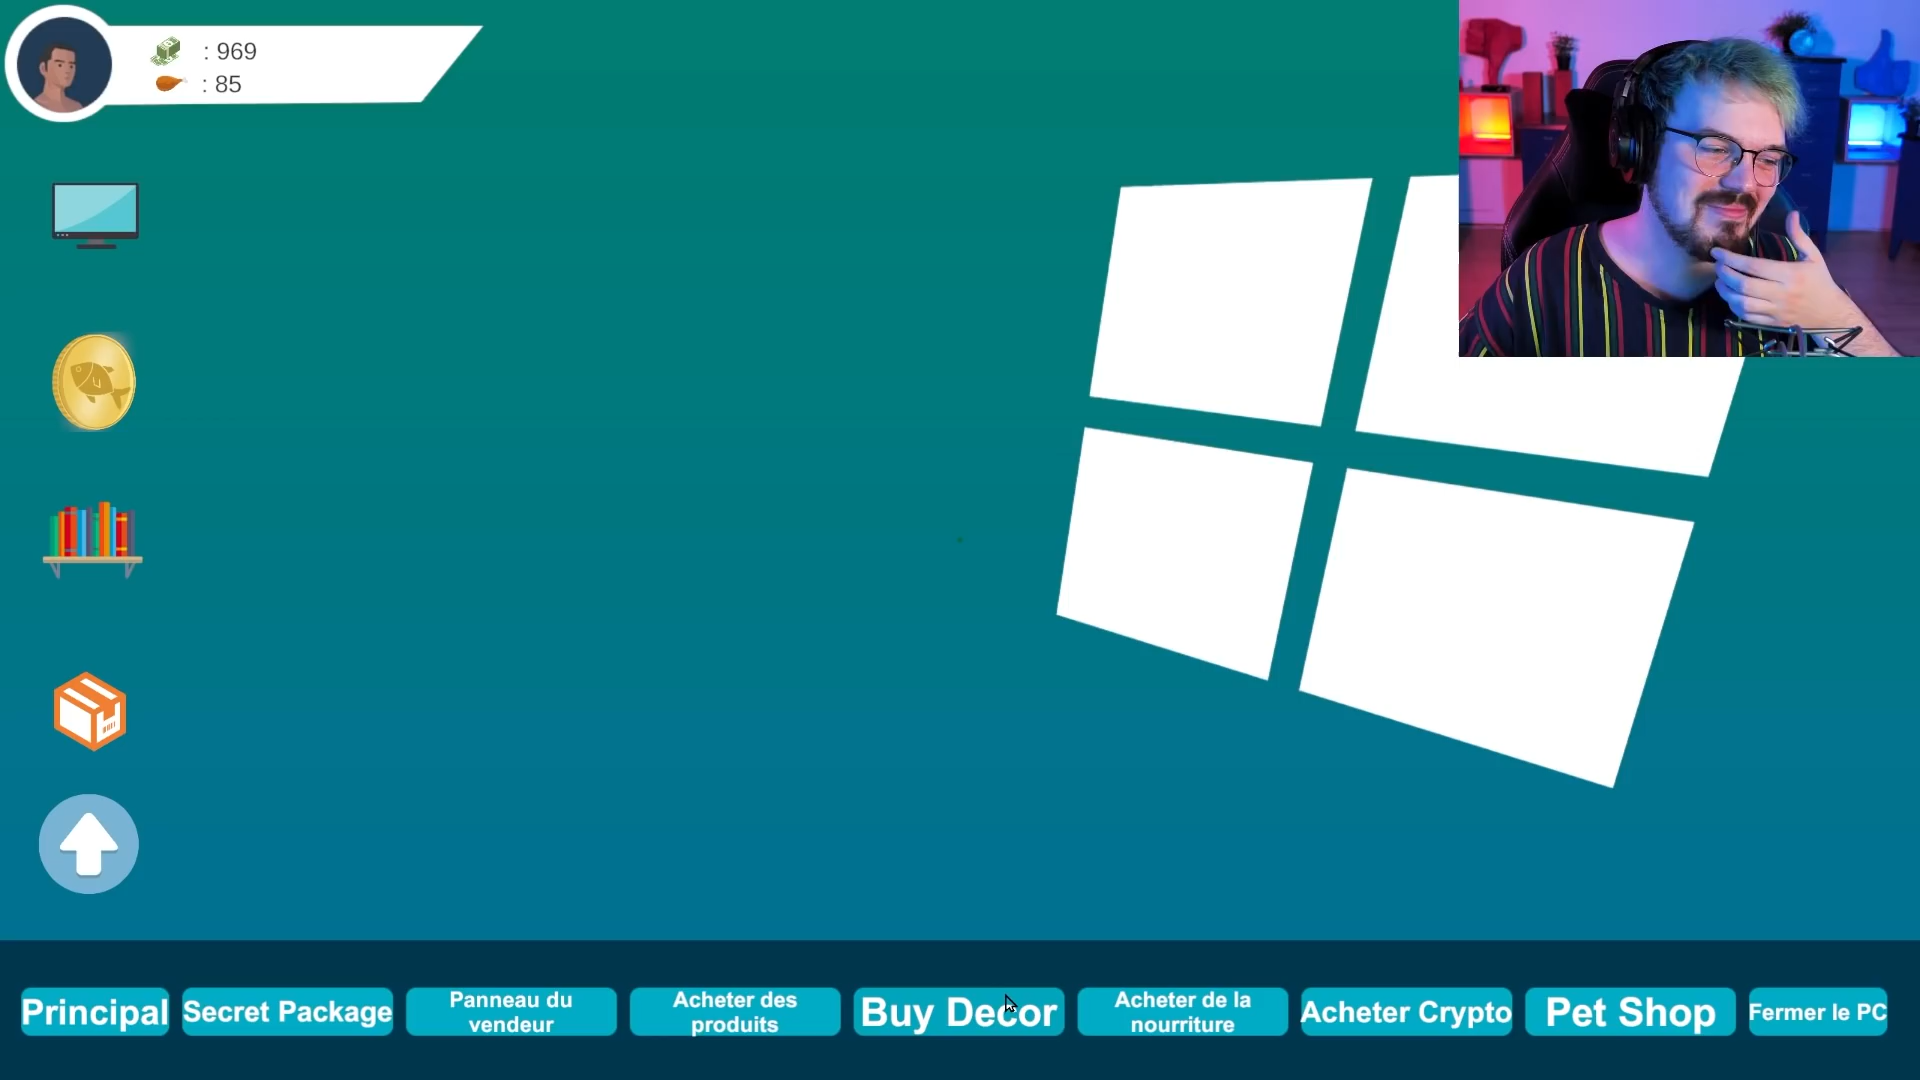 : 969
: 85
Principal
Secret Package
Panneau du
vendeur
Acheter des
produits
Buy Decor
Acheter de la
nourriture
Acheter Crypto
Pet Shop
Fermer le PC